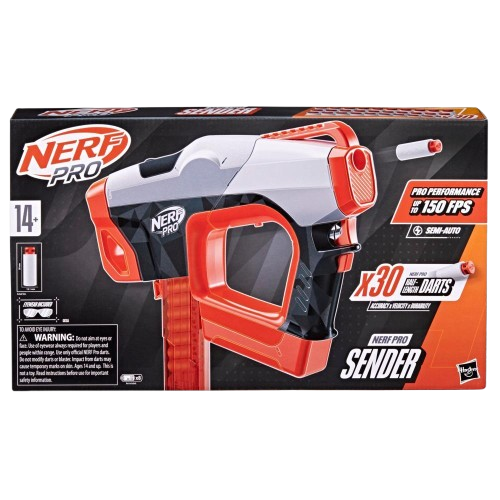 NERF
PRO
14+
NERF
PRO
PRO PERFORMANCE
UP TO 150 FPS
SEMI-AUTO
x30
NERF PRO
HALF-
LENGTH DARTS
ACCURACY x VELOCITY x DURABILITY
EYEWEAR INCLUDED
TO AVOID EYE INJURY:
WARNING: Do not aim at eyes or
face. Use of eyewear always required for players and
people within range. Use only official NERF Pro darts.
Do not modify darts or blaster. Impact from darts may
cause temporary marks on skin. Ages 14 and up. This is
not a toy. Read instructions before use for important
safety information.
NERF PRO
SENDER
Hasbro